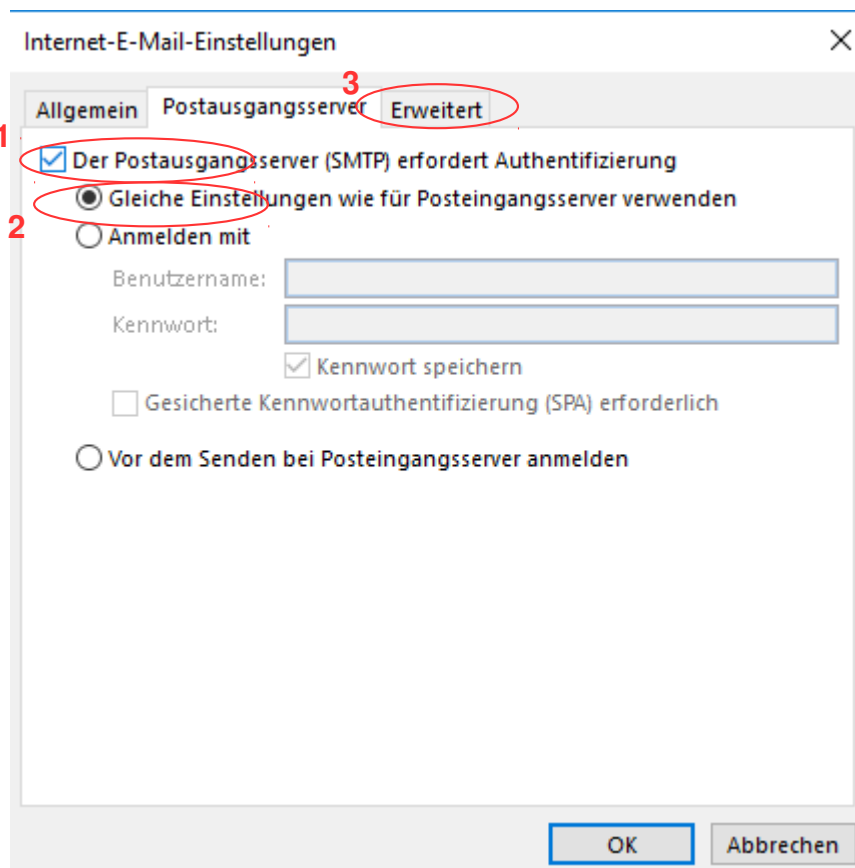 Internet-E-Mail-Einstellungen
3
Allgemein Postausgangsserver Erweitert
1
Der Postausgangsserver (SMTP) erfordert Authentifizierung
Gleiche Einstellungen wie für Posteingangsserver verwenden
2
Anmelden mit
Benutzername:
Kennwort:
Kennwort speichern
Gesicherte Kennwortauthentifizierung (SPA) erforderlich
Vor dem Senden bei Posteingangsserver anmelden
OK Abbrechen